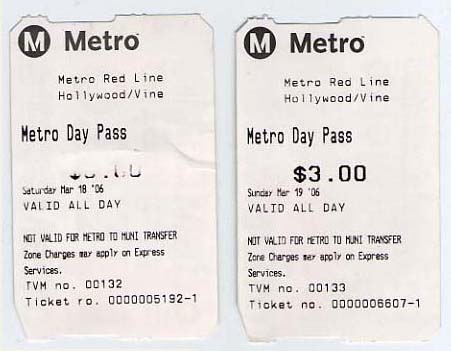 M Metro
Metro Red Line
Hollywood/Vine
Metro Day Pass
Saturday Mar 18 '06
VALID ALL DAY
NOT VALID FOR METRO TO MUNI TRANSFER
Zone Charges may apply on Express
Services.
TVM no. 00132
Ticket ro. 0000005192-1
M Metro
Metro Red Line
Hollywood/Vine
Metro Day Pass
$3.00
Sunday Mar 19 '06
VALID ALL DAY
NOT VALID FOR METRO TO MUNI TRANSFER
Zone Charges may apply on Express
Services.
TVM no. 00133
Ticket no. 0000006607-1